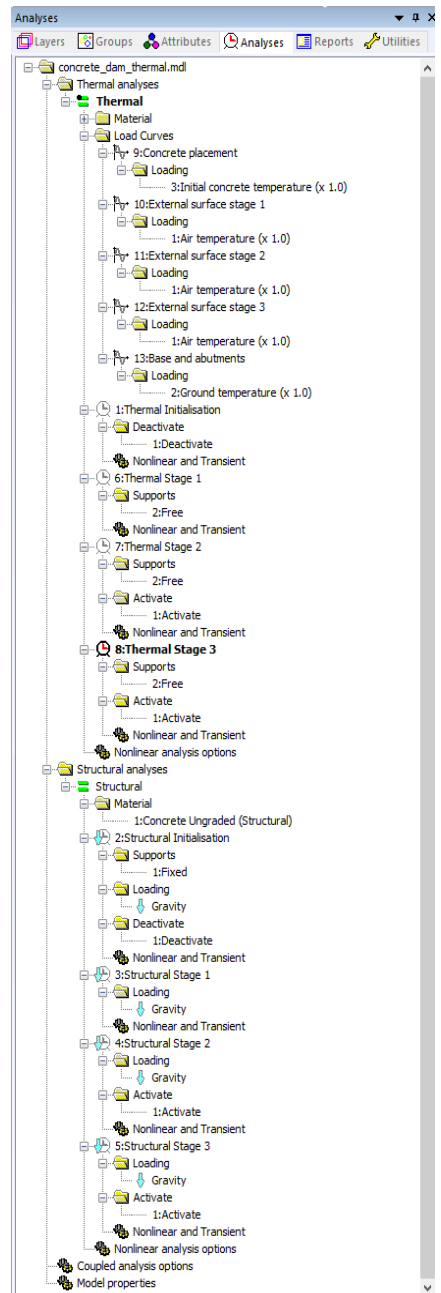 Analyses
Layers Groups Attributes Analyses Reports Utilities
concrete_dam_thermal.mdl
Thermal analyses
Thermal
Material
Load Curves
9:Concrete placement
Loading
3:Initial concrete temperature (x 1.0)
10:External surface stage 1
Loading
1:Air temperature (x 1.0)
11:External surface stage 2
Loading
1:Air temperature (x 1.0)
12:External surface stage 3
Loading
1:Air temperature (x 1.0)
13:Base and abutments
Loading
2:Ground temperature (x 1.0)
1:Thermal Initialisation
Deactivate
1:Deactivate
Nonlinear and Transient
6:Thermal Stage 1
Supports
2:Free
Nonlinear and Transient
7:Thermal Stage 2
Supports
2:Free
Activate
1:Activate
Nonlinear and Transient
8:Thermal Stage 3
Supports
2:Free
Activate
1:Activate
Nonlinear and Transient
Nonlinear analysis options
Structural analyses
Structural
Material
1:Concrete Ungraded (Structural)
2:Structural Initialisation
Supports
1:Fixed
Loading
Gravity
Deactivate
1:Deactivate
Nonlinear and Transient
3:Structural Stage 1
Loading
Gravity
Nonlinear and Transient
4:Structural Stage 2
Loading
Gravity
Activate
1:Activate
Nonlinear and Transient
5:Structural Stage 3
Loading
Gravity
Activate
1:Activate
Nonlinear and Transient
Nonlinear analysis options
Coupled analysis options
Model properties